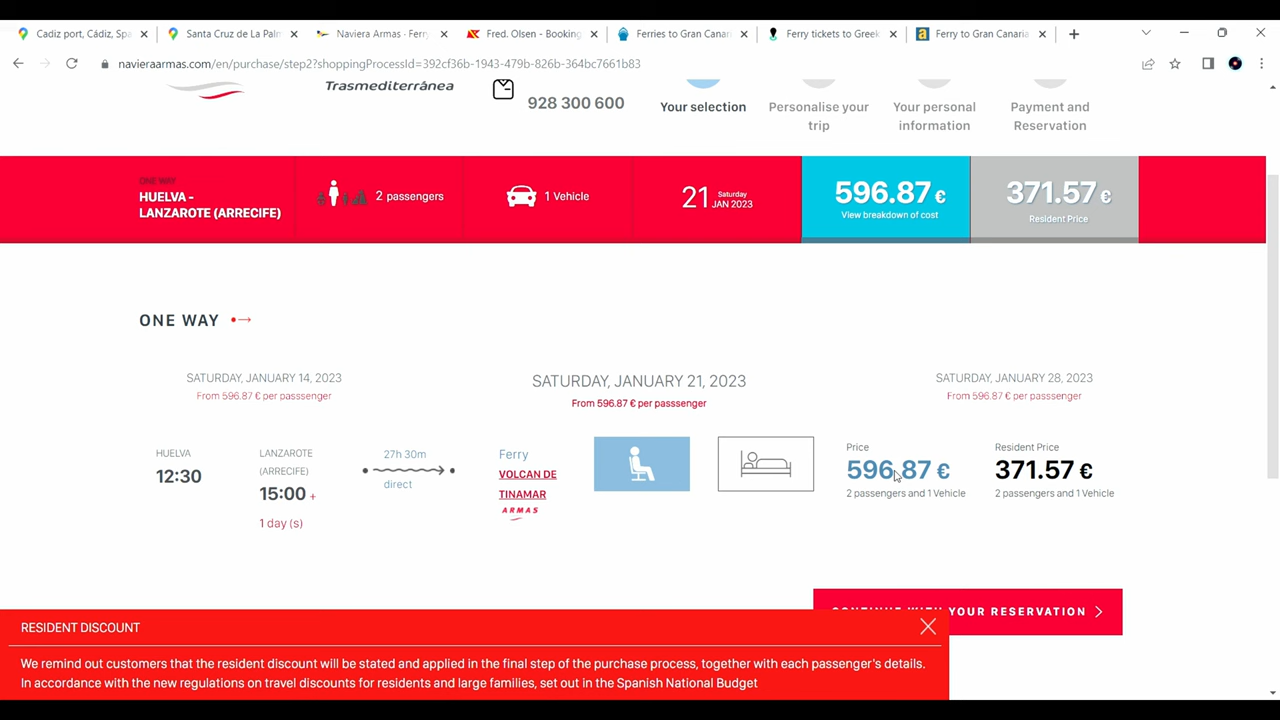 Cadiz port, Cádiz, Spa
Santa Cruz de La Palm
Naviera Armas - Ferry
Fred. Olsen - Booking
Ferries to Gran Canari
Ferry tickets to Greek
Ferry to Gran Canaria
navieraarmas.com/en/purchase/step2?shoppingProcessId=392cf36b-1943-479b-826b-364bc7661b83
Trasmediterránea
928 300 600
Your selection
Personalise your
trip
Your personal
information
Payment and
Reservation
ONE WAY
HUELVA -
LANZAROTE (ARRECIFE)
2 passengers
1 Vehicle
21 Saturday
JAN 2023
596.87 €
View breakdown of cost
371.57 €
Resident Price
ONE WAY
SATURDAY, JANUARY 14, 2023
From 596.87 € per passsenger
SATURDAY, JANUARY 21, 2023
From 596.87 € per passsenger
SATURDAY, JANUARY 28, 2023
From 596.87 € per passsenger
HUELVA
12:30
LANZAROTE
(ARRECIFE)
15:00 +
1 day (s)
27h 30m
direct
Ferry
VOLCAN DE
TINAMAR
ARMAS
Price
596.87 €
2 passengers and 1 Vehicle
Resident Price
371.57 €
2 passengers and 1 Vehicle
CONTINUE WITH YOUR RESERVATION
RESIDENT DISCOUNT
We remind out customers that the resident discount will be stated and applied in the final step of the purchase process, together with each passenger's details.
In accordance with the new regulations on travel discounts for residents and large families, set out in the Spanish National Budget